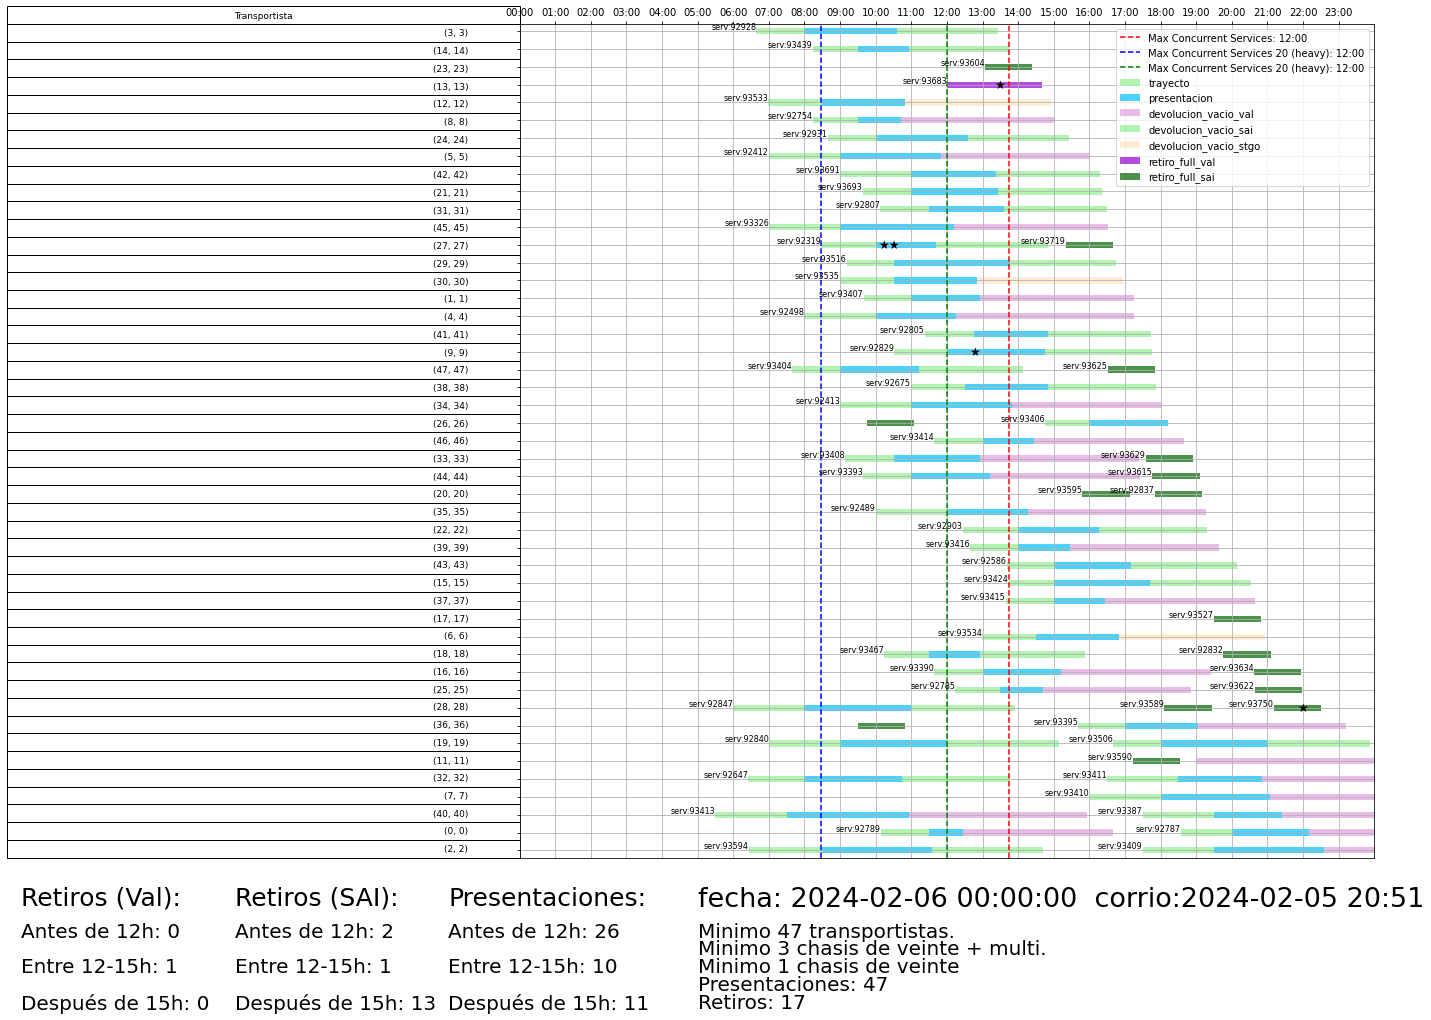 Transportista
00:00 01:00 02:00 03:00 04:00 05:00 06:00 07:00 08:00 09:00 10:00 11:00 12:00 13:00 14:00 15:00 16:00 17:00 18:00 19:00 20:00 21:00 22:00 23:00
Max Concurrent Services: 12:00
Max Concurrent Services 20 (heavy): 12:00
Max Concurrent Services 20 (heavy): 12:00
trayecto
presentacion
devolucion_vacio_val
devolucion_vacio_sai
devolucion_vacio_stgo
retiro_full_val
retiro_full_sai
(3, 3) serv:92928
(14, 14) serv:93439
(23, 23) serv:93604
(13, 13) serv:93683
(12, 12) serv:93533
(8, 8) serv:92754
(24, 24) serv:92931
(5, 5) serv:92412
(42, 42) serv:93691
(21, 21) serv:93693
(31, 31) serv:92807
(45, 45) serv:93326
(27, 27) serv:92319 serv:93719
(29, 29) serv:93516
(30, 30) serv:93535
(1, 1) serv:93407
(4, 4) serv:92498
(41, 41) serv:92805
(9, 9) serv:92829
(47, 47) serv:93404 serv:93625
(38, 38) serv:92675
(34, 34) serv:92413
(26, 26) serv:93406
(46, 46) serv:93414
(33, 33) serv:93408 serv:93629
(44, 44) serv:93393 serv:93615
(20, 20) serv:93595 serv:92837
(35, 35) serv:92489
(22, 22) serv:92903
(39, 39) serv:93416
(43, 43) serv:92586
(15, 15) serv:93424
(37, 37) serv:93415
(17, 17) serv:93527
(6, 6) serv:93534
(18, 18) serv:93467 serv:92832
(16, 16) serv:93390 serv:93634
(25, 25) serv:92785 serv:93622
(28, 28) serv:92847 serv:93589 serv:93750
(36, 36) serv:93395
(19, 19) serv:92840 serv:93506
(11, 11) serv:93590
(32, 32) serv:92647 serv:93411
(7, 7) serv:93410
(40, 40) serv:93413 serv:93387
(0, 0) serv:92789 serv:92787
(2, 2) serv:93594 serv:93409
Retiros (Val):
Antes de 12h: 0
Entre 12-15h: 1
Después de 15h: 0
Retiros (SAI):
Antes de 12h: 2
Entre 12-15h: 1
Después de 15h: 13
Presentaciones:
Antes de 12h: 26
Entre 12-15h: 10
Después de 15h: 11
fecha: 2024-02-06 00:00:00 corrio:2024-02-05 20:51
Minimo 47 transportistas.
Minimo 3 chasis de veinte + multi.
Minimo 1 chasis de veinte
Presentaciones: 47
Retiros: 17